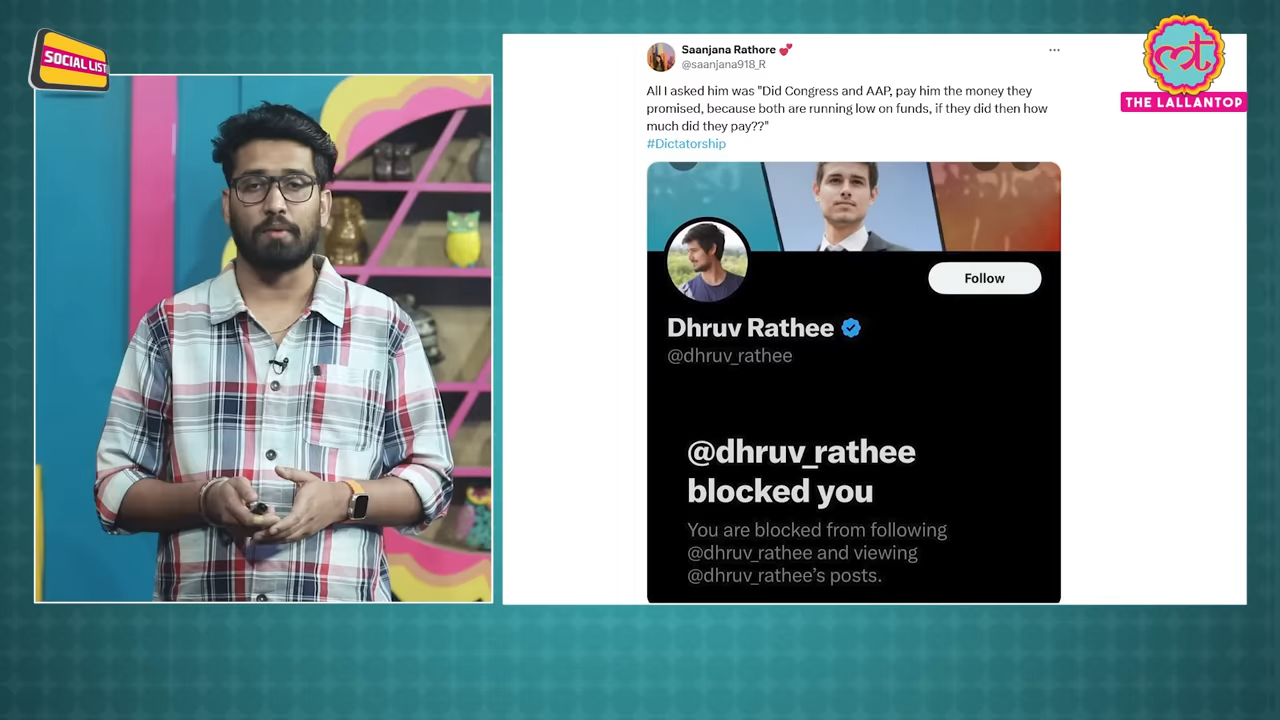 SOCIAL LIST
Saanjana Rathore 💕
@saanjana918_R
All I asked him was "Did Congress and AAP, pay him the money they
promised, because both are running low on funds, if they did then how
much did they pay??"
#Dictatorship
Follow
Dhruv Rathee
@dhruv_rathee
@dhruv_rathee
blocked you
You are blocked from following
@dhruv_rathee and viewing
@dhruv_rathee’s posts.
लT
THE LALLANTOP